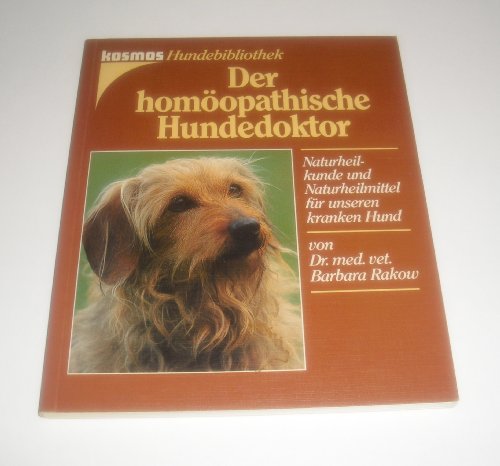 kosmos Hundebibliothek
Der
homöopathische
Hundedoktor
Naturheil-
kunde und
Naturheilmittel
für unseren
kranken Hund
von
Dr. med. vet.
Barbara Rakow